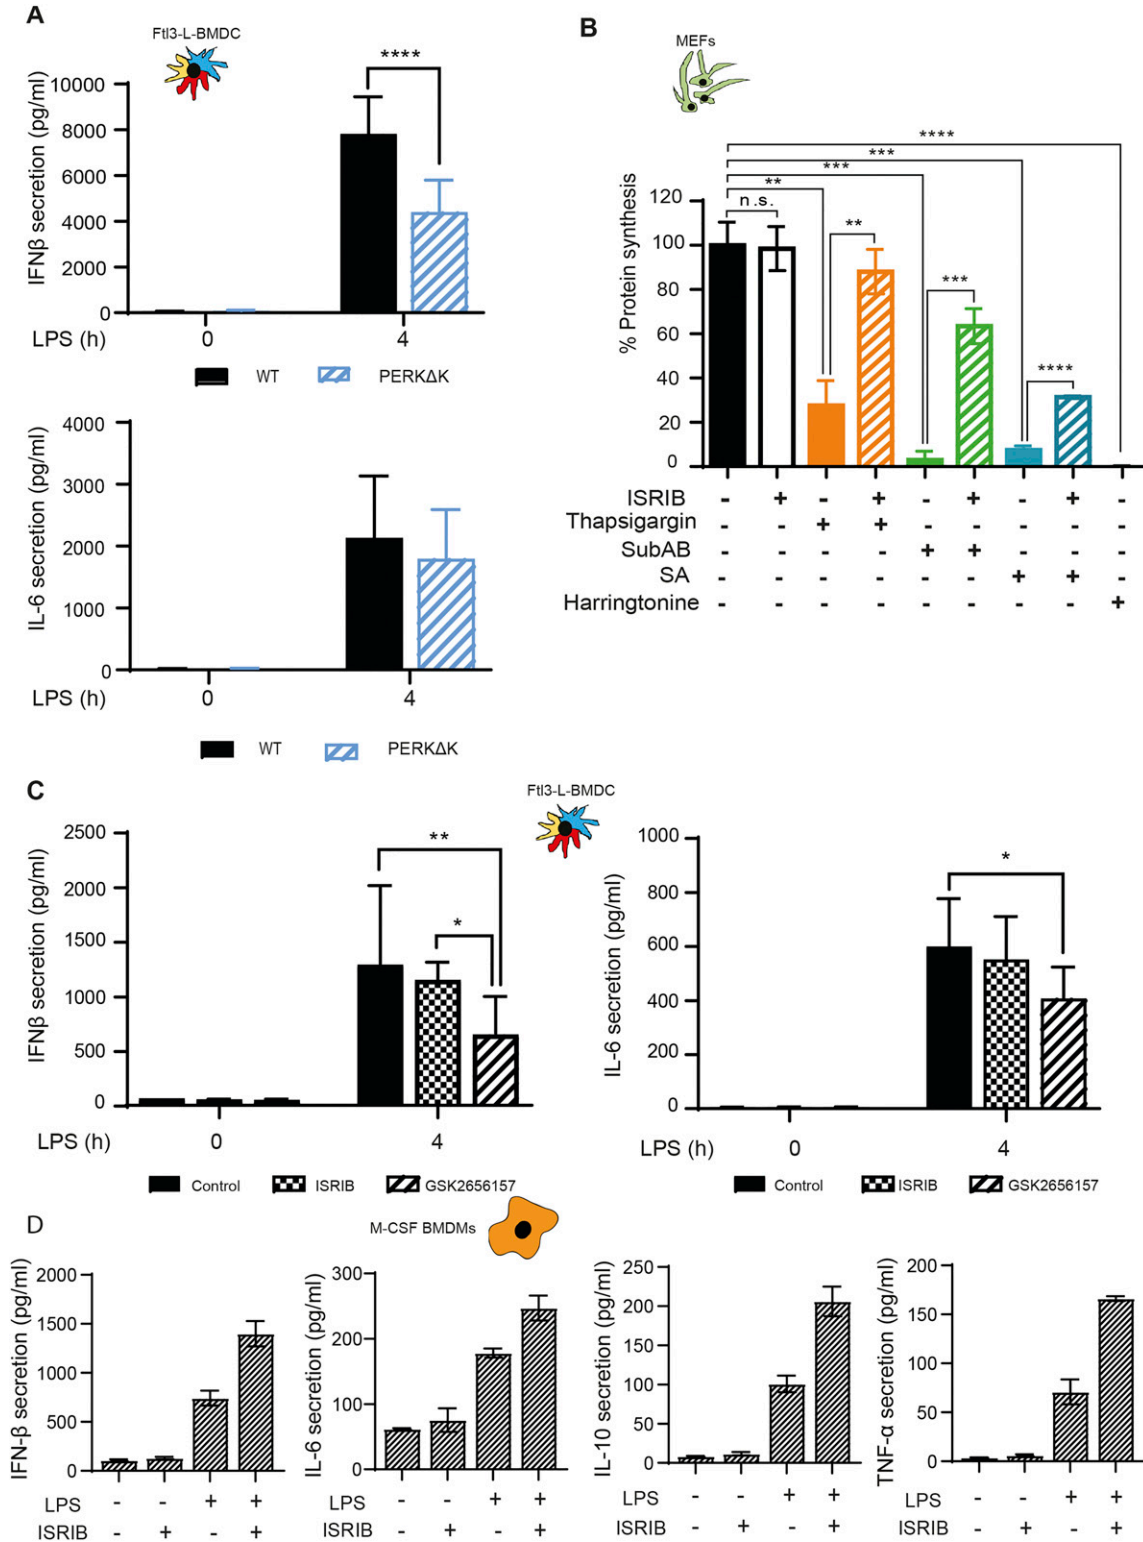 A
Ftl3-L-BMDC
IFNβ secretion (pg/ml)
10000
8000
6000
4000
2000
0
****
LPS (h)
0
4
WT
PERKΔK
IL-6 secretion (pg/ml)
4000
3000
2000
1000
0
LPS (h)
0
4
WT
PERKΔK
B
MEFs
****
***
***
**
n.s.
**
***
****
% Protein synthesis
120
100
80
60
40
20
0
ISRIB - + - + - + - + -
Thapsigargin - - + + - - - - -
SubAB - - - - + + - - -
SA - - - - - - + + -
Harringtonine - - - - - - - - +
C
Ftl3-L-BMDC
IFNβ secretion (pg/ml)
2500
2000
1500
1000
500
0
**
*
LPS (h)
0
4
Control
ISRIB
GSK2656157
IL-6 secretion (pg/ml)
1000
800
600
400
200
0
*
LPS (h)
0
4
Control
ISRIB
GSK2656157
D
M-CSF BMDMs
IFN-β secretion (pg/ml)
2000
1500
1000
500
0
LPS - - + +
ISRIB - + - +
IL-6 secretion (pg/ml)
300
200
100
0
LPS - - + +
ISRIB - + - +
IL-10 secretion (pg/ml)
250
200
150
100
50
0
LPS - - + +
ISRIB - + - +
TNF-α secretion (pg/ml)
200
150
100
50
0
LPS - - + +
ISRIB - + - +